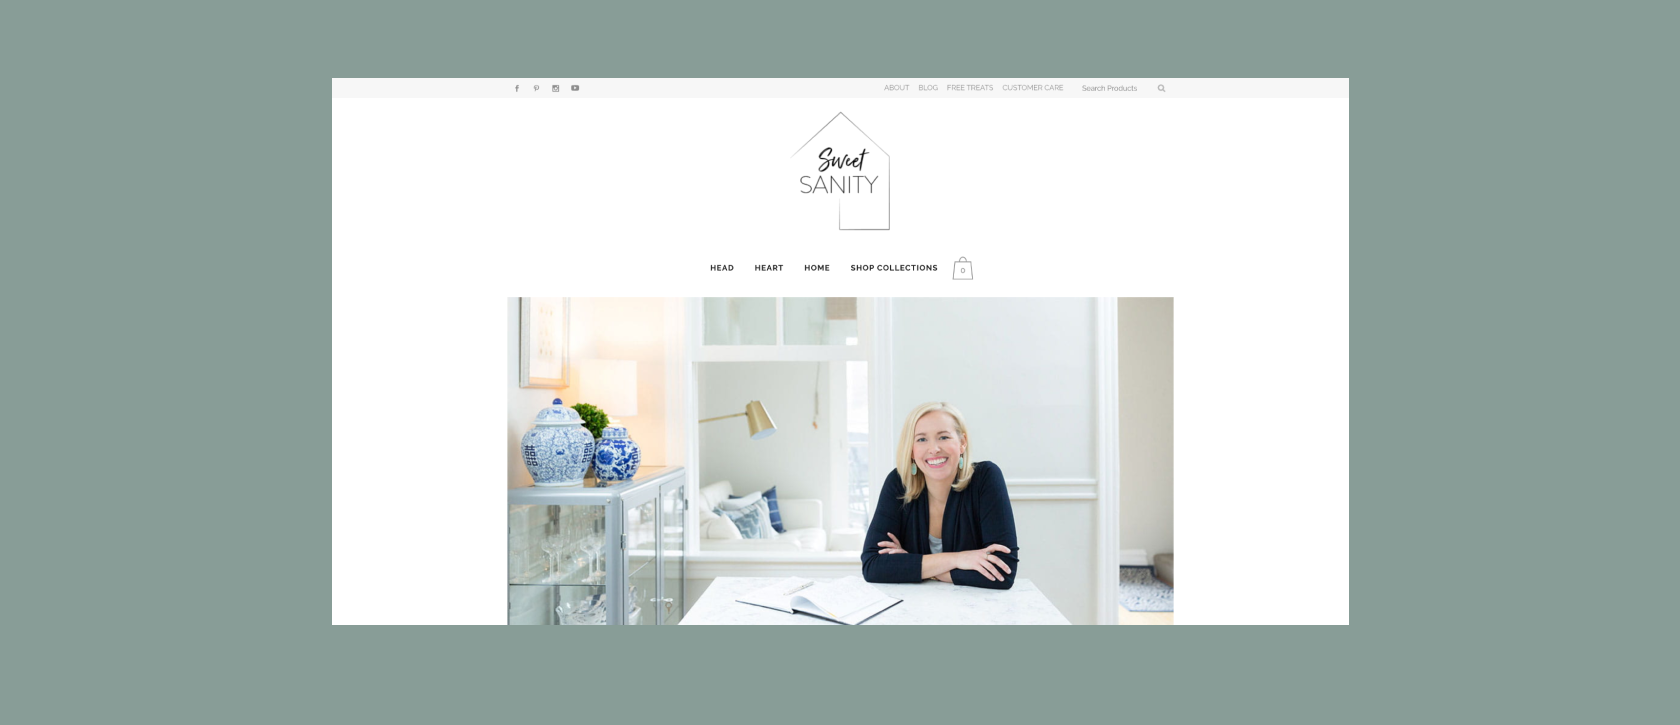 ABOUT BLOG FREE TREATS CUSTOMER CARE Search Products
Sweet
SANITY
HEAD HEART HOME SHOP COLLECTIONS 0